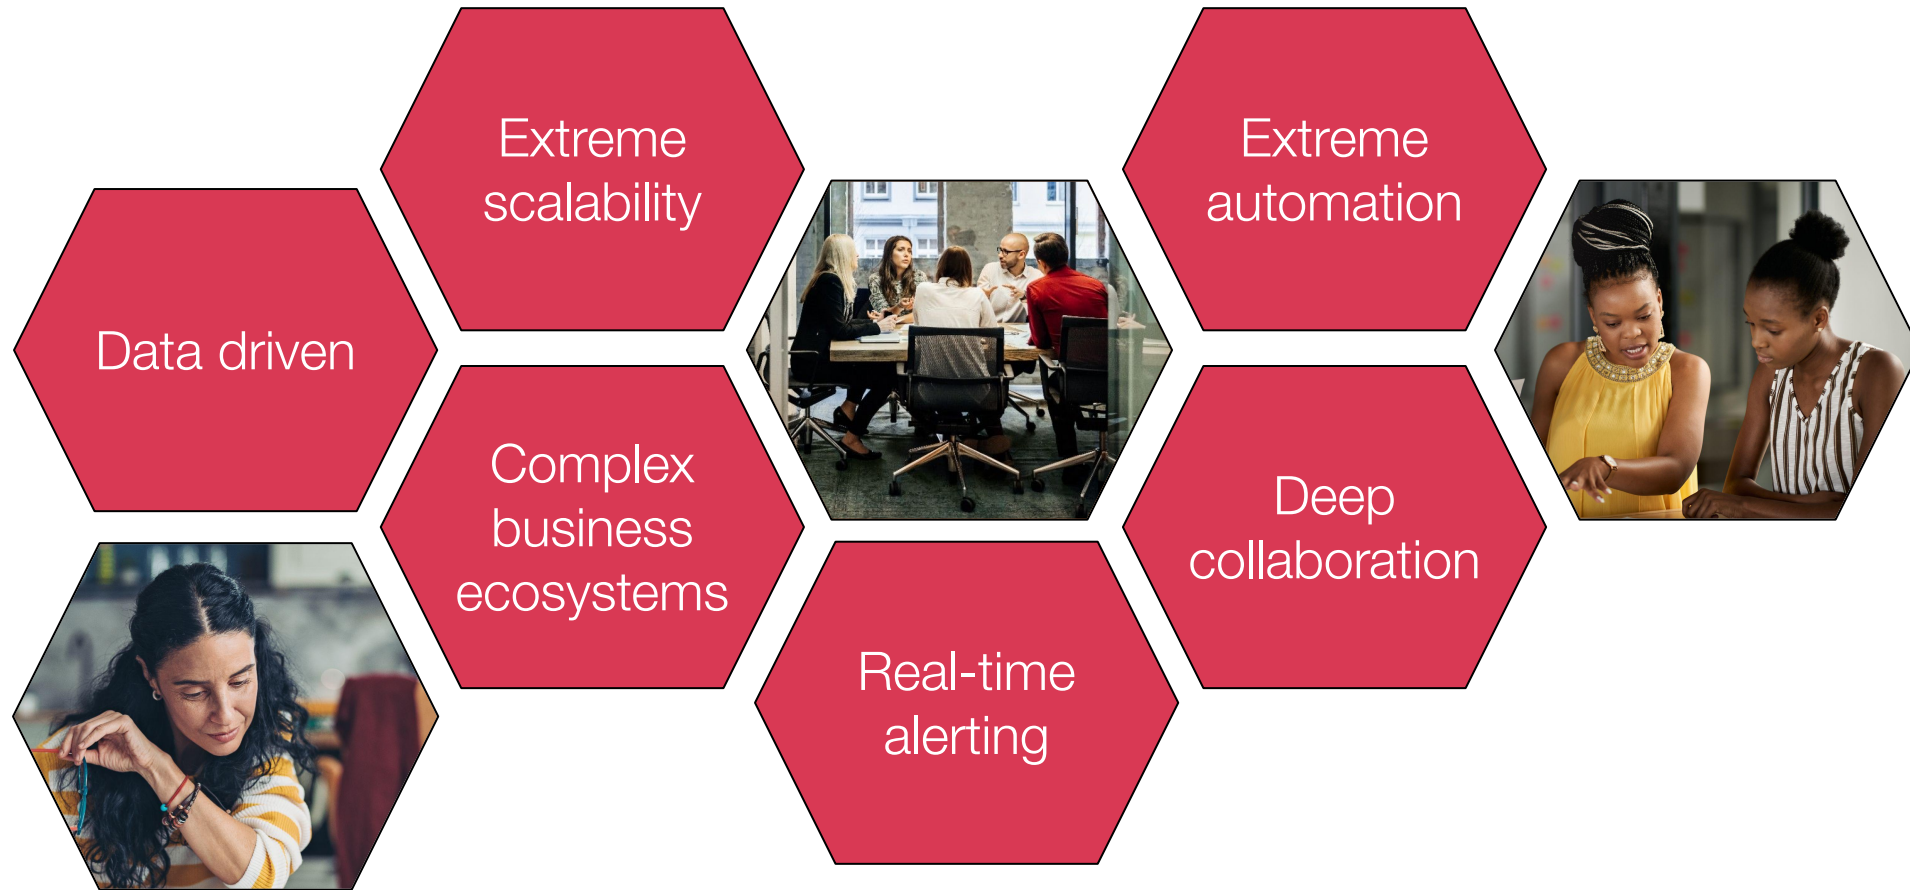 Data driven
Extreme
scalability
Complex
business
ecosystems
Real-time
alerting
Extreme
automation
Deep
collaboration